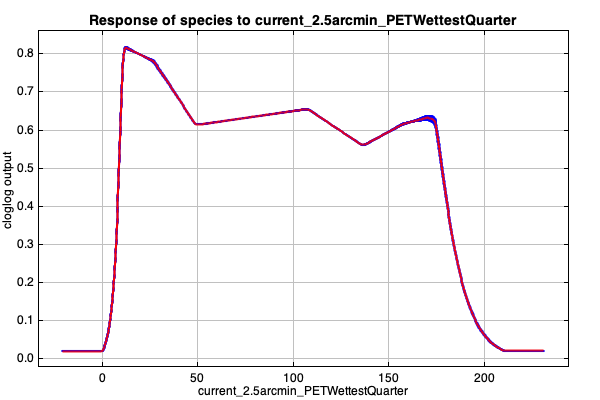 Response of species to current_2.5arcmin_PETWettestQuarter
cloglog output
0.8
0.7
0.6
0.5
0.4
0.3
0.2
0.1
0.0
0 50 100 150 200
current_2.5arcmin_PETWettestQuarter